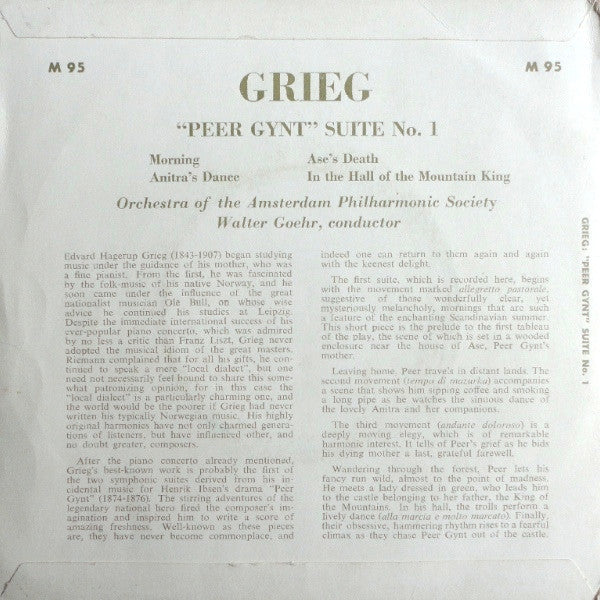 M 95
M 95
GRIEG
"PEER GYNT" SUITE No. 1
Morning
Ase's Death
Anitra's Dance
In the Hall of the Mountain King
Orchestra of the Amsterdam Philharmonic Society
Walter Goehr, conductor
Edvard Hagerup Grieg (1843-1907) began studying
music under the guidance of his mother, who was
a fine pianist. From the first, he was fascinated
by the folk-music of his native Norway, and he
soon came under the influence of the great
nationalist musician Ole Bull, on whose wise
advice he continued his studies at Leipzig.
Despite the immediate international success of his
ever-popular piano concerto, which was admired
by no less a critic than Franz Liszt, Grieg never
adopted the musical idiom of the great masters.
Riemann complained that for all his gifts, he con-
tinued to speak a mere "local dialect", but one
need not necessarily feel bound to share this some-
what patronizing opinion, for in this case the
"local dialect" is a particularly charming one, and
the world would be the poorer if Grieg had never
written his typically Norwegian music. His highly
original harmonies have not only charmed genera-
tions of listeners, but have influenced other, and
no doubt greater, composers.
After the piano concerto already mentioned,
Grieg's best-known work is probably the first of
the two symphonic suites derived from his in-
cidental music for Henrik Ibsen's drama "Peer
Gynt" (1874-1876). The stirring adventures of the
legendary national hero fired the composer's im-
agination and inspired him to write a score of
amazing freshness. Well-known as these pieces
are, they have never become commonplace, and
indeed one can return to them again and again
with the keenest delight.
The first suite, which is recorded here, begins
with the movement marked allegretto pastorale,
suggestive of those wonderfully clear, yet
mysteriously melancholy, mornings that are such
a feature of the enchanting Scandinavian summer.
This short piece is the prelude to the first tableau
of the play, the scene of which is set in a wooded
enclosure near the house of Ase, Peer Gynt's
mother.
Leaving home, Peer travels in distant lands. The
second movement (tempo di mazurka) accompanies
a scene that shows him sipping coffee and smoking
a long pipe as he watches the sinuous dance of
the lovely Anitra and her companions.
The third movement (andante doloroso) is a
deeply moving elegy, which is of remarkable
harmonic interest. It tells of Peer's grief as he bids
his dying mother a last, grateful farewell.
Wandering through the forest, Peer lets his
fancy run wild, almost to the point of madness.
He meets a lady dressed in green, who leads him
to the castle belonging to her father, the King of
the Mountains. In his hall, the trolls perform a
lively dance (alla marcia e molto marcato). Finally,
their obsessive, hammering rhythm rises to a fearful
climax as they chase Peer Gynt out of the castle.
GRIEG: "PEER GYNT" SUITE No. 1